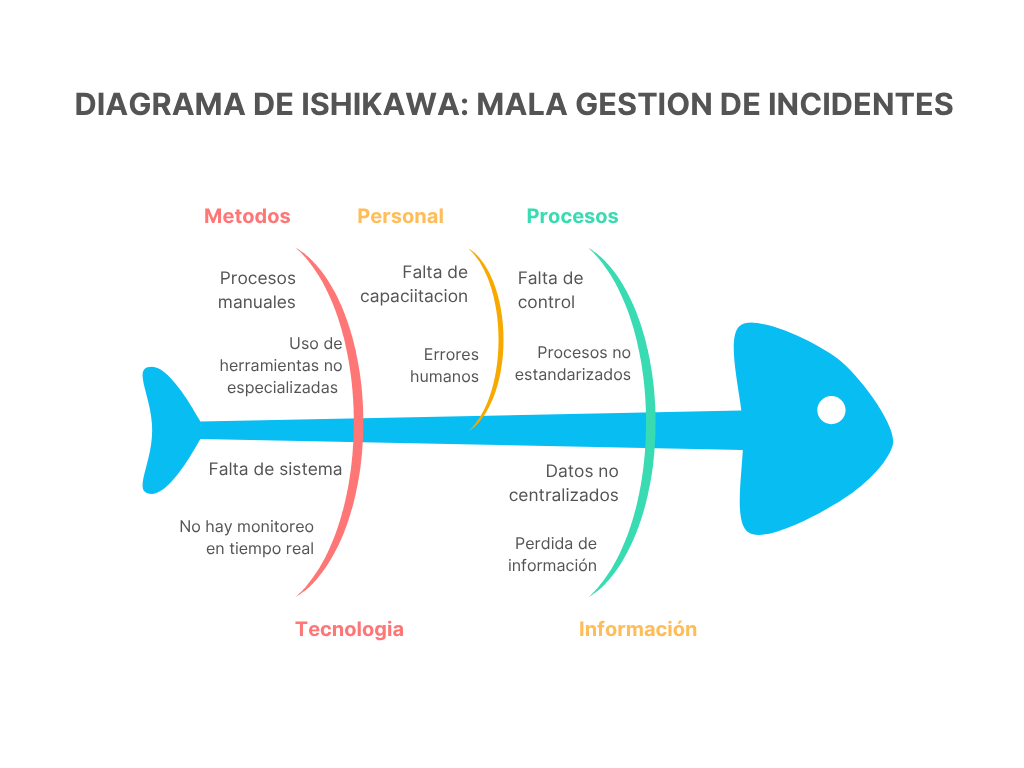 DIAGRAMA DE ISHIKAWA: MALA GESTION DE INCIDENTES
Metodos
Personal
Procesos
Procesos
manuales
Uso de
herramientas no
especializadas
Falta de
capaciitacion
Errores
humanos
Falta de
control
Procesos no
estandarizados
Falta de sistema
No hay monitoreo
en tiempo real
Datos no
centralizados
Perdida de
información
Tecnologia
Información